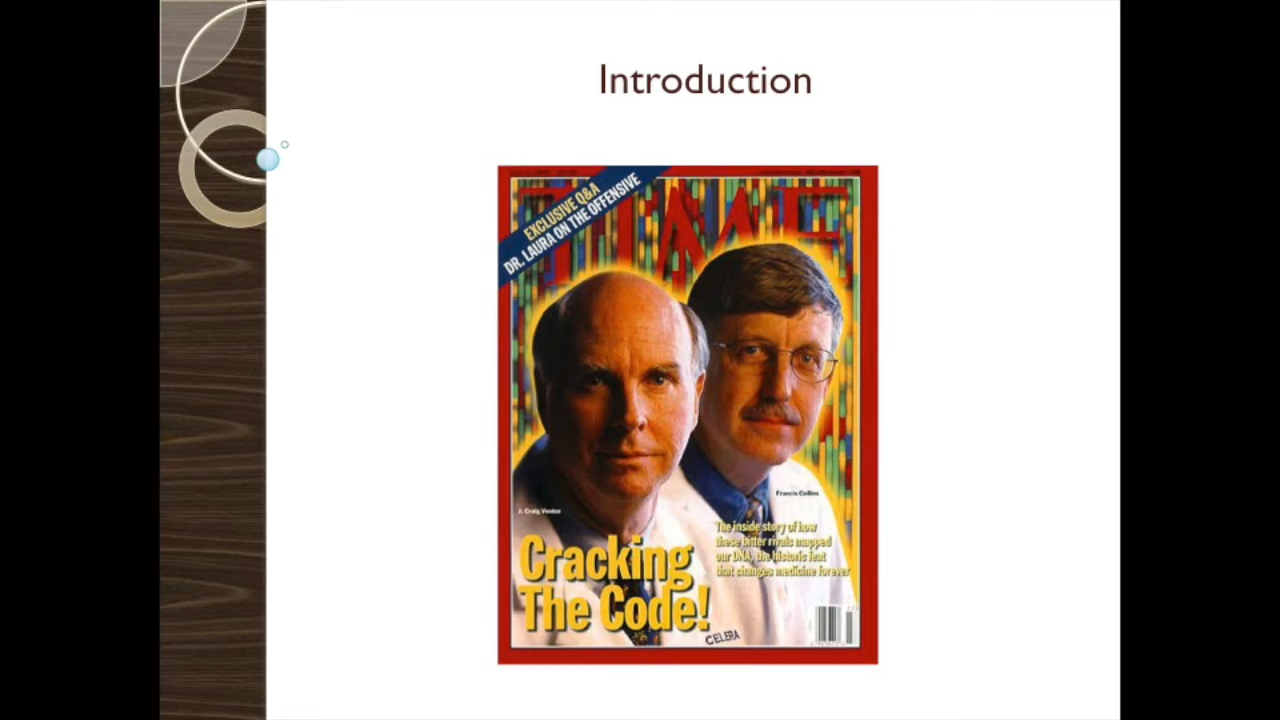 Introduction
EXCLUSIVE Q&A
DR. LAURA ON THE OFFENSIVE
TIME
Francis Collins
J. Craig Venter
The inside story of how
these bitter rivals mapped
our DNA, the historic feat
that changes medicine forever
Cracking
The Code!
CELERA